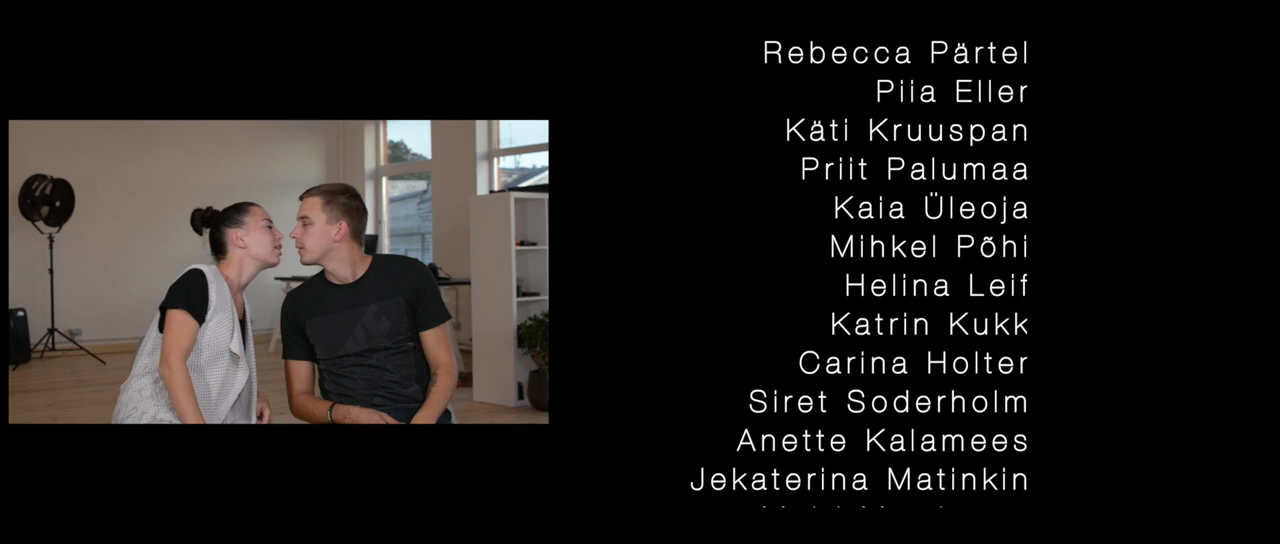 Rebecca Pärtel
Piia Eller
Käti Kruuspan
Priit Palumaa
Kaia Üleoja
Mihkel Põhi
Helina Leif
Katrin Kukk
Carina Holter
Siret Soderholm
Anette Kalamees
Jekaterina Matinkin